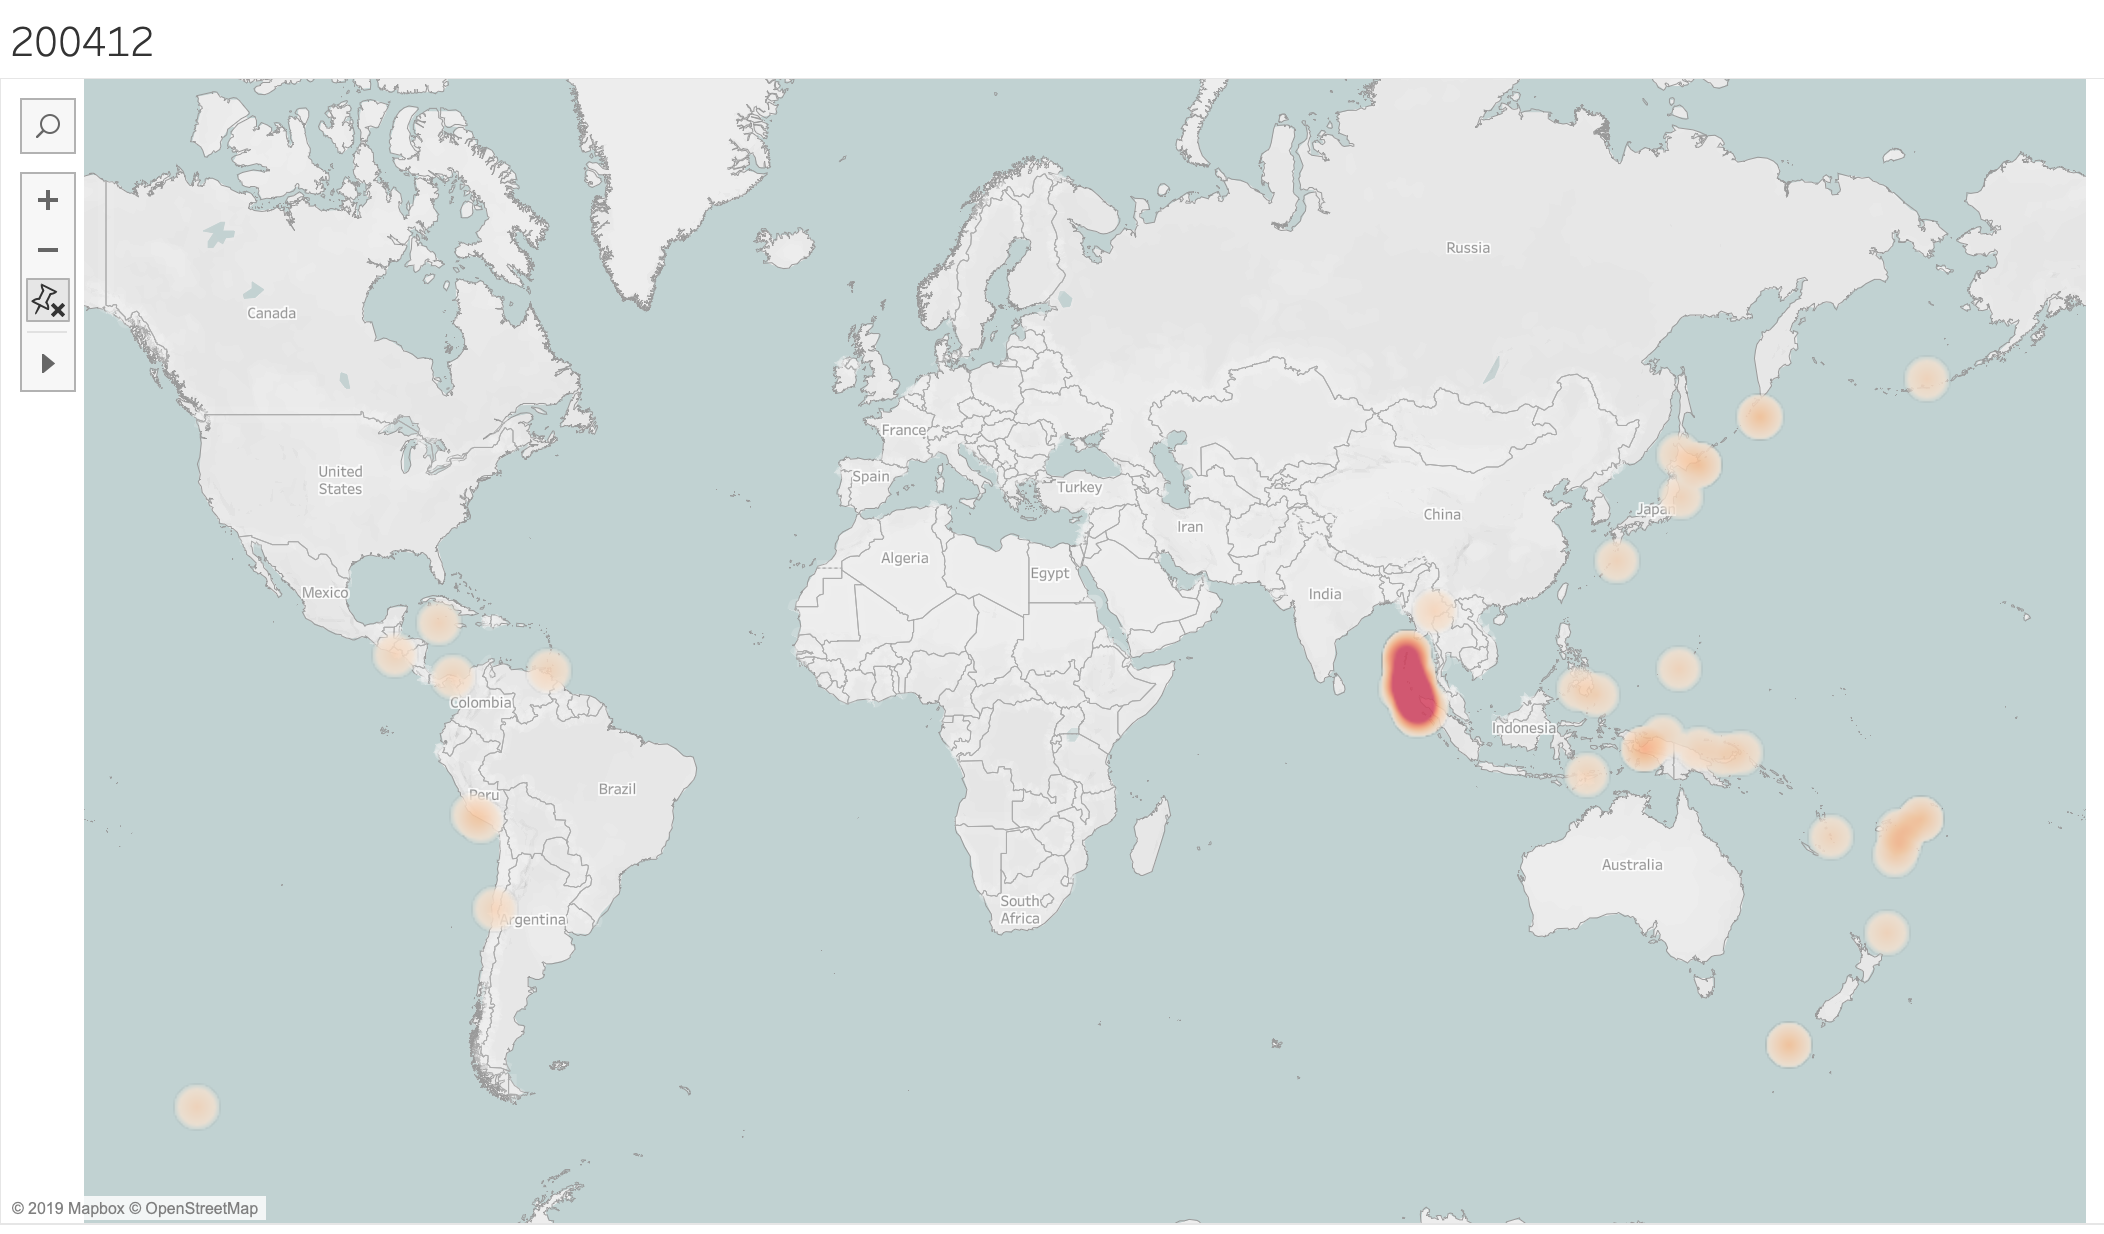 200412
Russia
Canada
France
United
States
Spain
Turkey
Japan
China
Iran
Algeria
Egypt
Mexico
India
Colombia
Indonesia
Brazil
Peru
Australia
South
Africa
Argentina
© 2019 Mapbox © OpenStreetMap